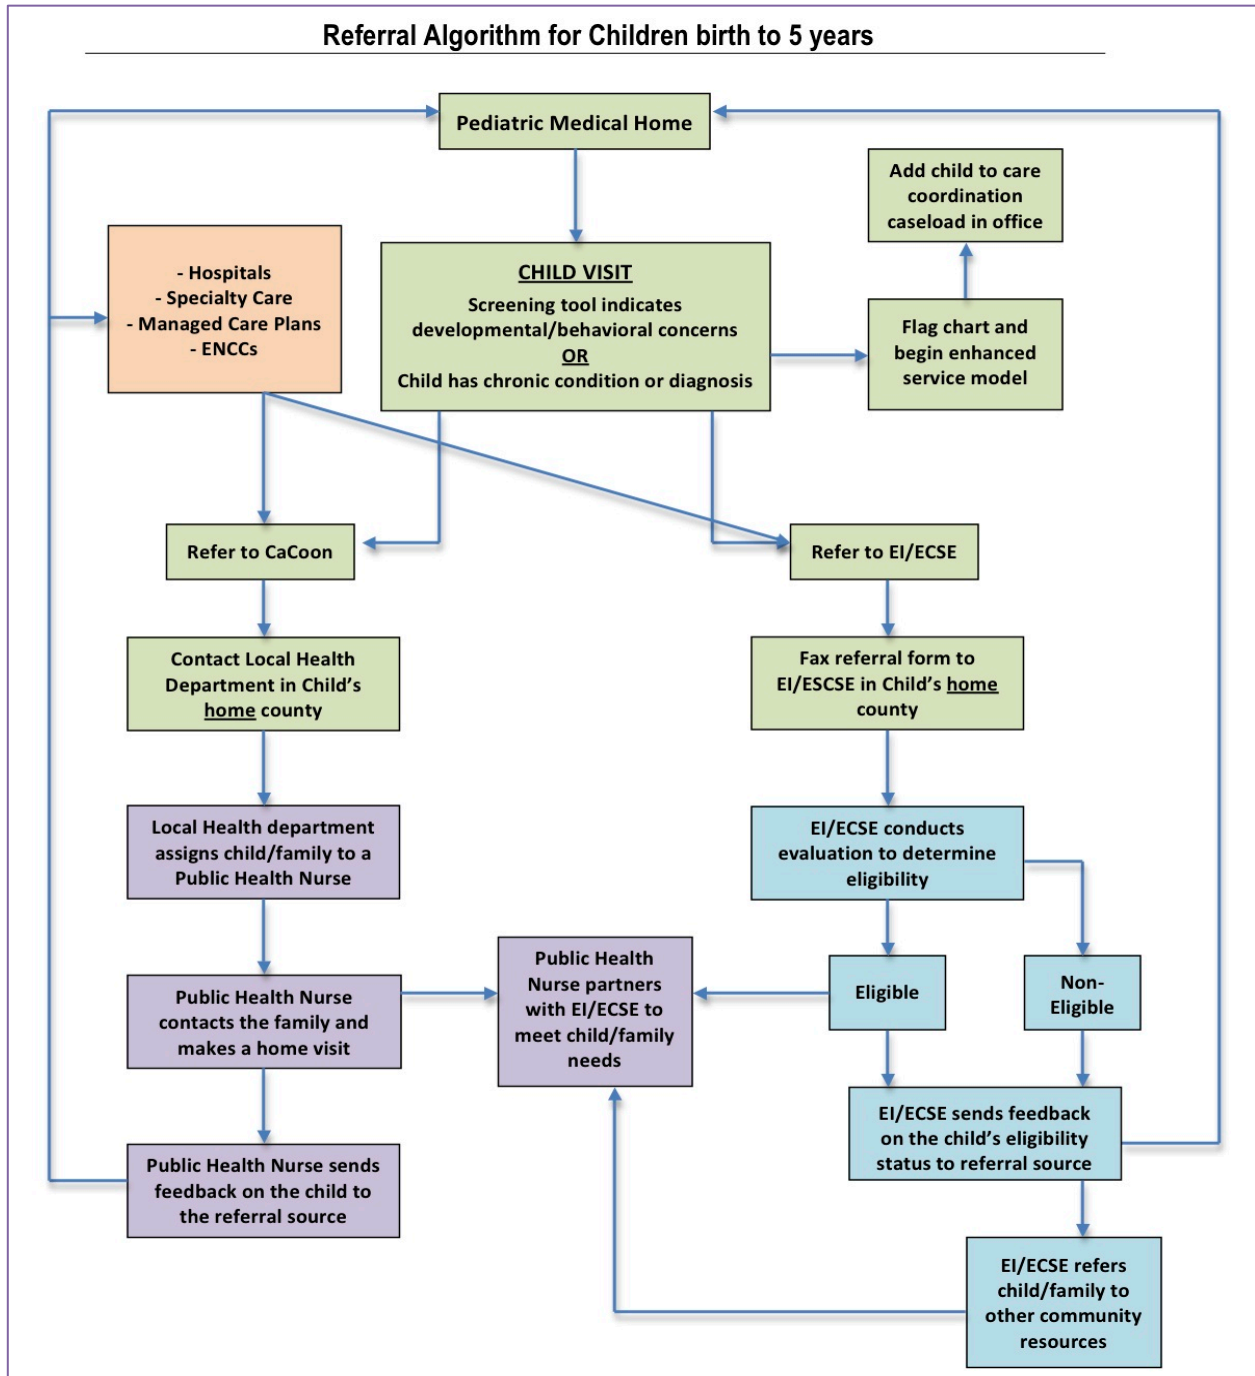 Referral Algorithm for Children birth to 5 years
Pediatric Medical Home
Add child to care
coordination
caseload in office
- Hospitals
- Specialty Care
- Managed Care Plans
- ENCCs
CHILD VISIT
Screening tool indicates
developmental/behavioral concerns
OR
Child has chronic condition or diagnosis
Flag chart and
begin enhanced
service model
Refer to CaCoon
Refer to EI/ECSE
Contact Local Health
Department in Child's
home county
Fax referral form to
EI/ESCSE in Child's home
county
Local Health department
assigns child/family to a
Public Health Nurse
EI/ECSE conducts
evaluation to determine
eligibility
Public Health Nurse
contacts the family and
makes a home visit
Public Health
Nurse partners
with EI/ECSE to
meet child/family
needs
Eligible
Non-
Eligible
Public Health Nurse sends
feedback on the child to
the referral source
EI/ECSE sends feedback
on the child's eligibility
status to referral source
EI/ECSE refers
child/family to
other community
resources